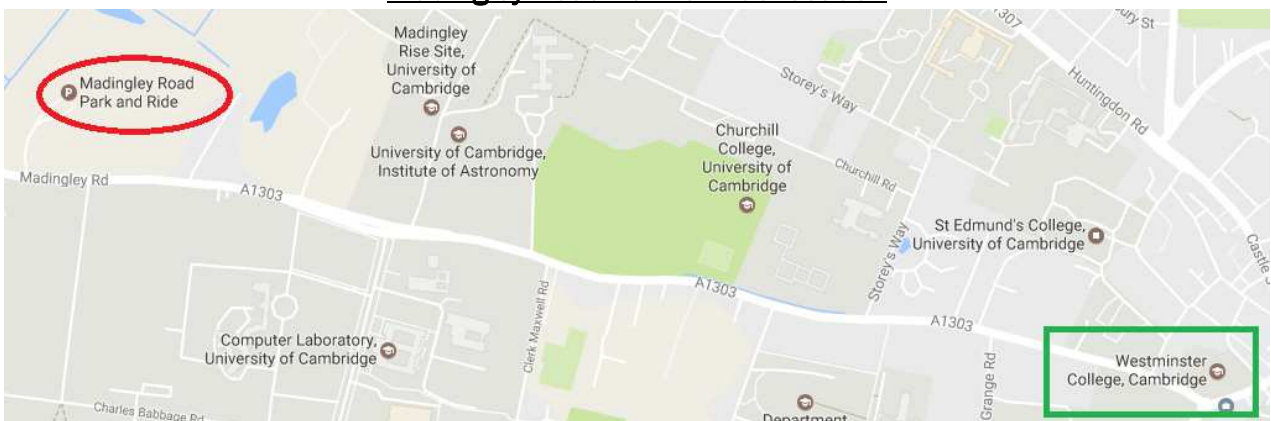 Madingley Road
Park and Ride
Madingley
Rise Site,
University of
Cambridge
University of Cambridge,
Institute of Astronomy
Storey's Way
1307
Huntingdon Rd
Churchill
College,
University of
Cambridge
Churchill Rd
Madingley Rd
A1303
St Edmund's College,
University of Cambridge
Storey's Way
Castle
A1303
Clerk Maxwell Rd
A1303
Computer Laboratory,
University of Cambridge
Westminster
College, Cambridge
Grange Rd
Charles Babbage Rd
Department